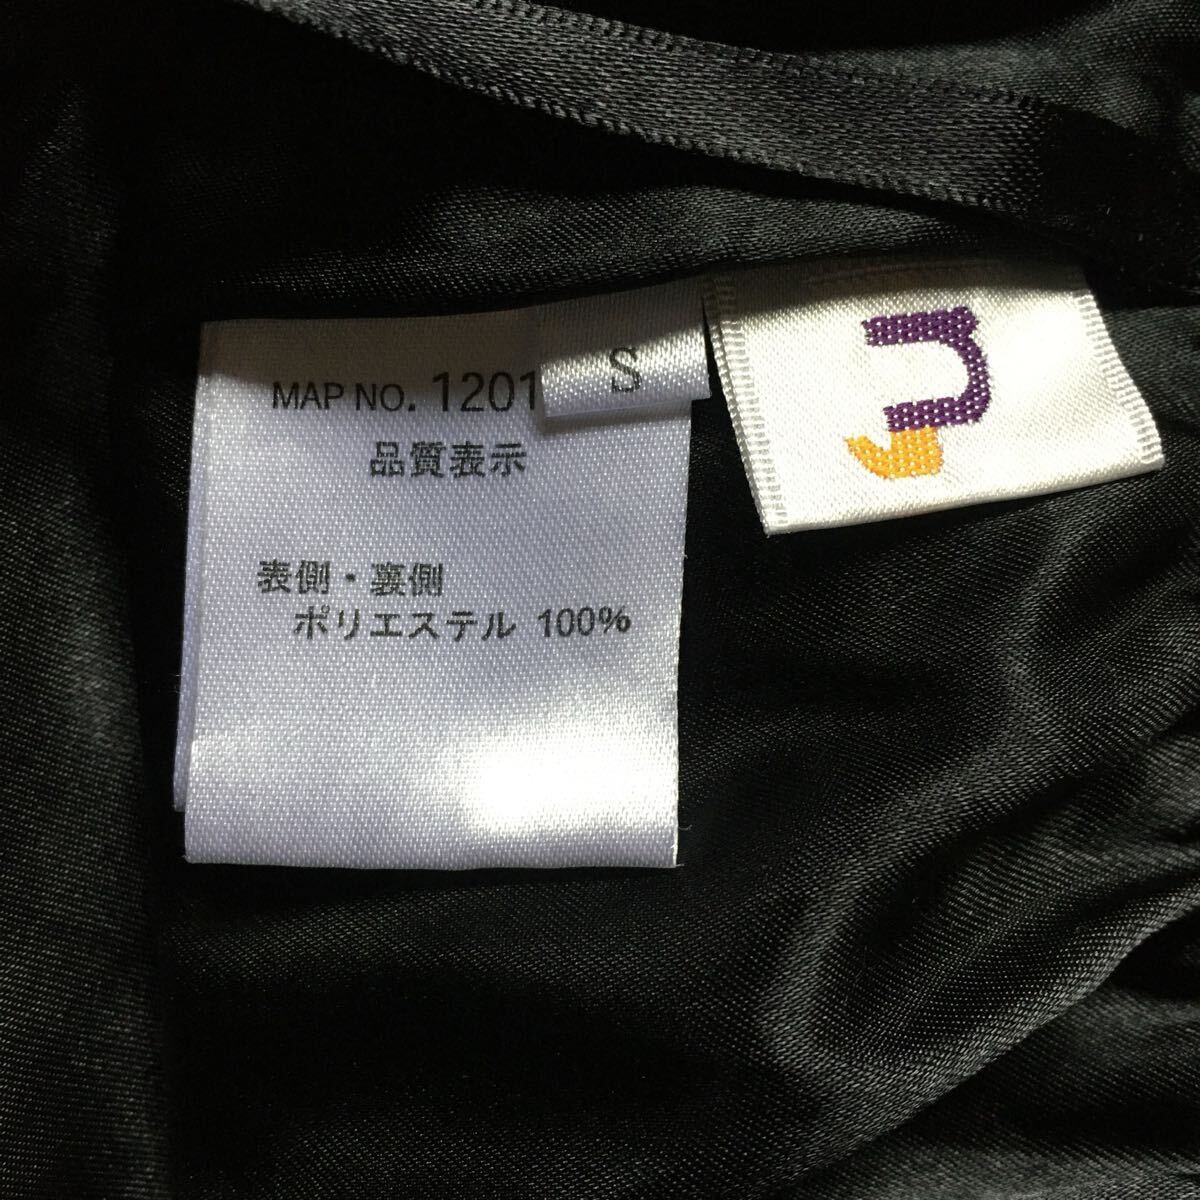 MAP NO. 1201
S
品質表示
表側・裏側
ポリエステル 100%